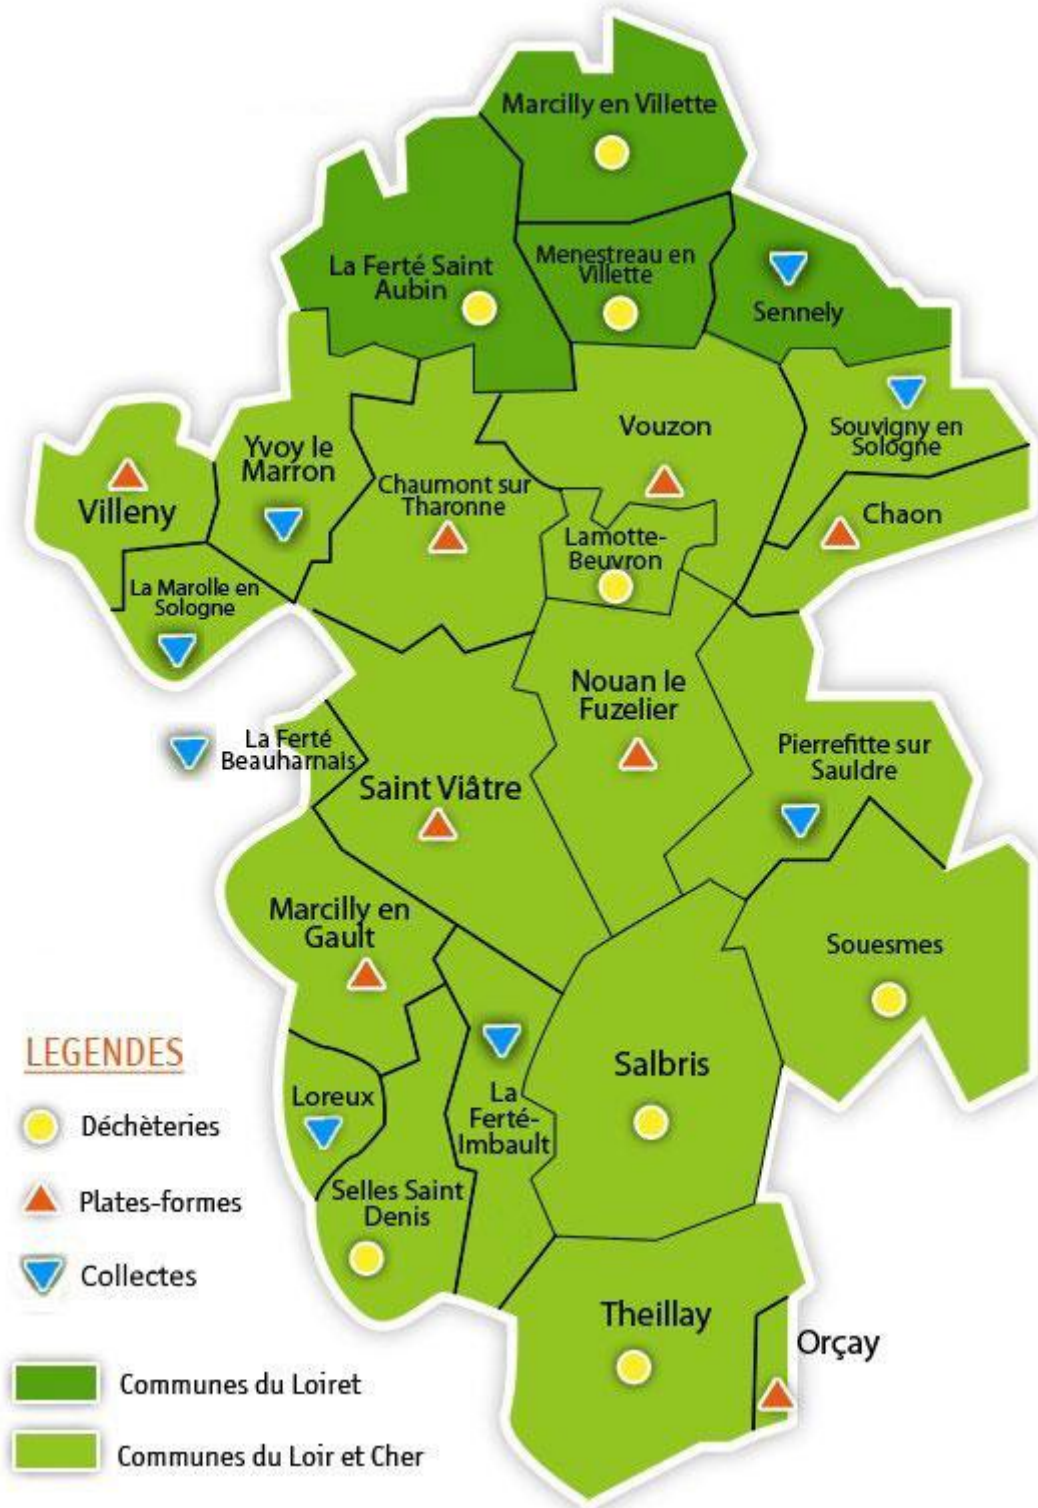 Marcilly en Villette
La Ferté Saint
Aubin
Menestreau en
Villette
Sennely
Vouzon
Souvigny en
Sologne
Yvoy le
Marron
Chaumont sur
Tharonne
Villeny
Chaon
Lamotte-
Beuvron
La Marolle en
Sologne
Nouan le
Fuzelier
La Ferté
Beauharnais
Pierrefitte sur
Sauldre
Saint Viâtre
Marcilly en
Gault
Souesmes
Salbris
La
Ferté-
Imbault
Loreux
Selles Saint
Denis
Theillay
Orçay
LEGENDES
Déchèteries
Plates-formes
Collectes
Communes du Loiret
Communes du Loir et Cher